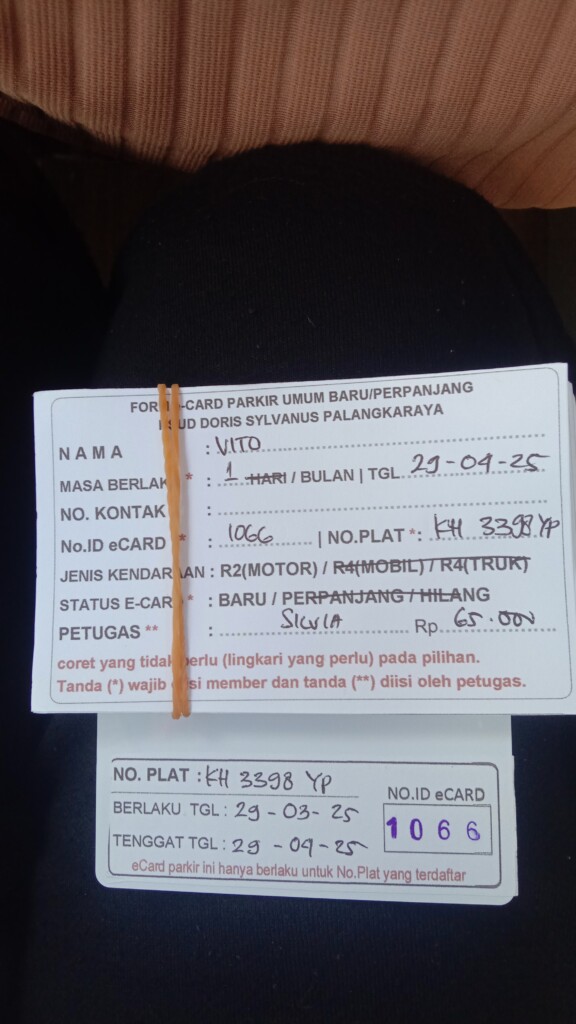 FORM E-CARD PARKIR UMUM BARU/PERPANJANG
RSUD DORIS SYLVANUS PALANGKARAYA
NAMA : VITO
MASA BERLAKU * : 1 HARI / BULAN | TGL 29-04-25
NO. KONTAK :
No.ID eCARD * : 1066 | NO.PLAT *: KH 3398 YP
JENIS KENDARAAN : R2(MOTOR) / R4(MOBIL) / R4(TRUK)
STATUS E-CARD * : BARU / PERPANJANG / HILANG
PETUGAS ** : SILVIA Rp 65.000
coret yang tidak perlu (lingkari yang perlu) pada pilihan.
Tanda (*) wajib diisi member dan tanda (**) diisi oleh petugas.
NO. PLAT : KH 3398 YP
BERLAKU TGL : 29-03-25
TENGGAT TGL : 29-04-25
NO.ID eCARD
1066
eCard parkir ini hanya berlaku untuk No.Plat yang terdaftar